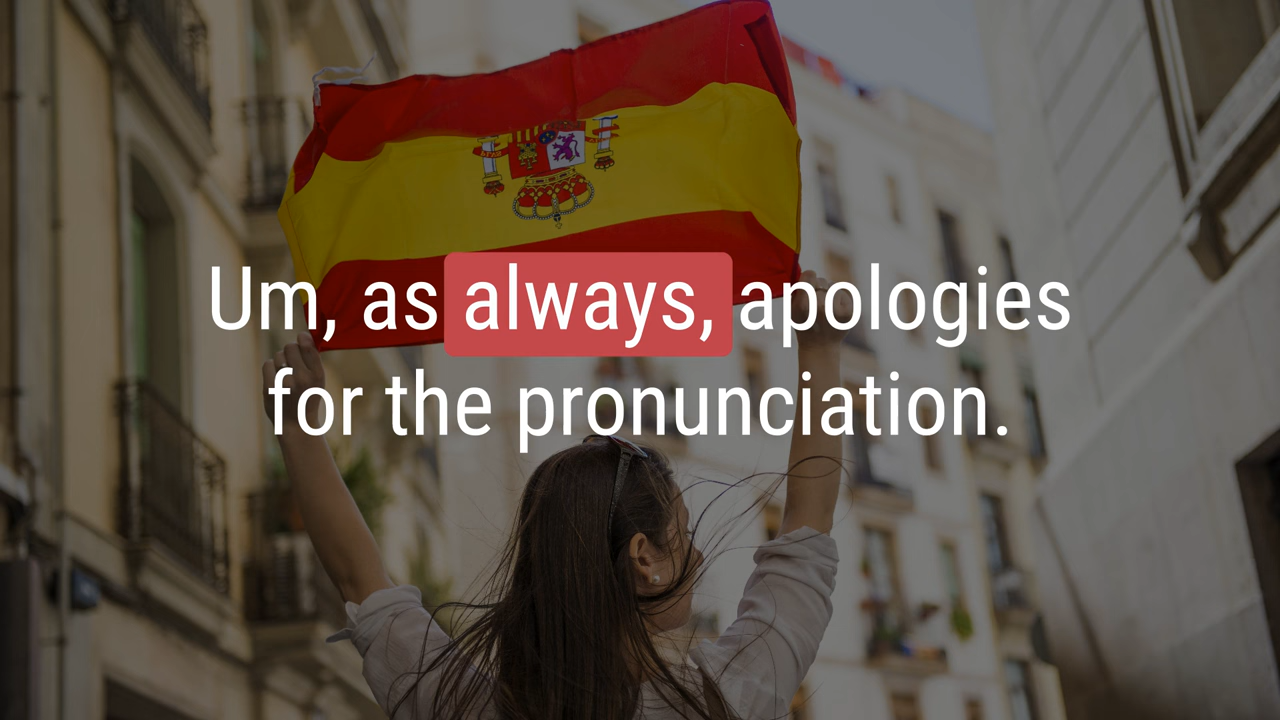 Um, as always, apologies
for the pronunciation.